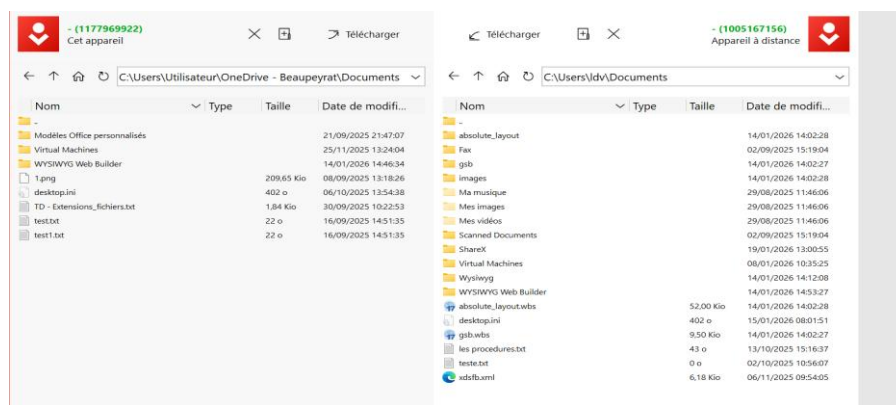 - (1177969922)
Cet appareil
Télécharger
C:\Users\Utilisateur\OneDrive - Beaupeyrat\Documents
Nom Type Taille Date de modifi...
..
Modèles Office personnalisés 21/09/2025 21:47:07
Virtual Machines 25/11/2025 13:24:04
WYSIWYG Web Builder 14/01/2026 14:46:34
1.png 209,65 Kio 08/09/2025 13:18:26
desktop.ini 402 o 06/10/2025 13:54:38
TD - Extensions_fichiers.txt 1,84 Kio 30/09/2025 10:22:53
test.txt 22 o 16/09/2025 14:51:35
test1.txt 22 o 16/09/2025 14:51:35
Télécharger
- (1005167156)
Appareil à distance
C:\Users\ldv\Documents
Nom Type Taille Date de modifi...
..
absolute_layout 14/01/2026 14:02:28
Fax 02/09/2025 15:19:04
gsb 14/01/2026 14:02:27
images 14/01/2026 14:02:28
Ma musique 29/08/2025 11:46:06
Mes images 29/08/2025 11:46:06
Mes vidéos 29/08/2025 11:46:06
Scanned Documents 02/09/2025 15:19:04
ShareX 19/01/2026 13:00:55
Virtual Machines 08/01/2026 10:35:25
Wysiwyg 14/01/2026 14:12:08
WYSIWYG Web Builder 14/01/2026 14:53:27
absolute_layout.wbs 52,00 Kio 14/01/2026 14:02:28
desktop.ini 402 o 15/01/2026 08:01:51
gsb.wbs 9,50 Kio 14/01/2026 14:02:27
les procedures.txt 43 o 13/10/2025 15:16:37
teste.txt 0 o 02/10/2025 10:56:07
xdsfb.xml 6,18 Kio 06/11/2025 09:54:05